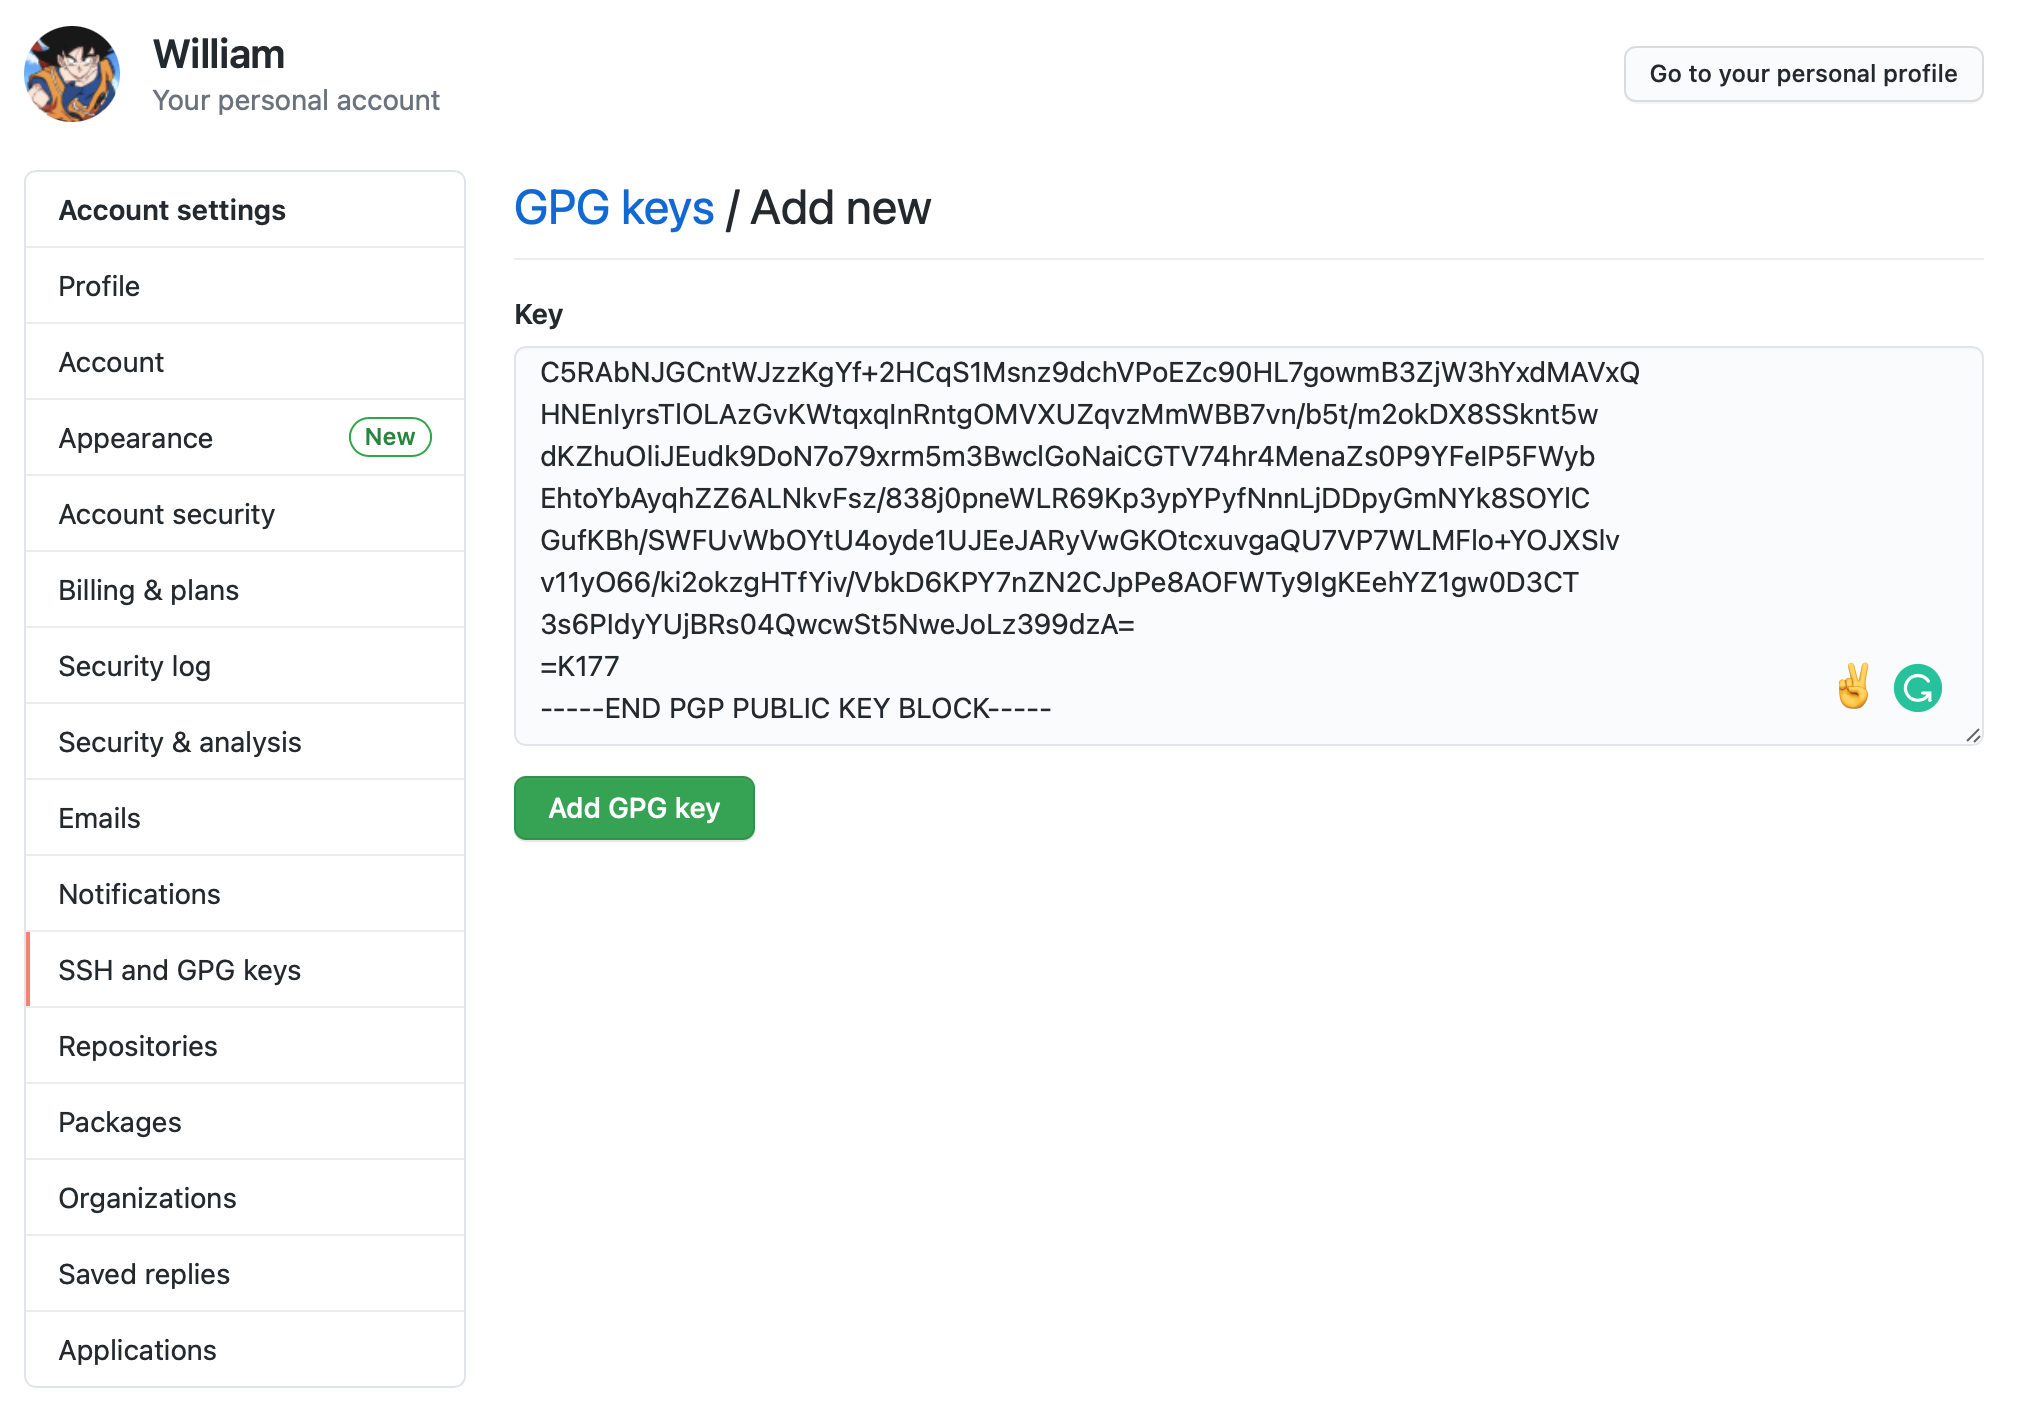 William
Your personal account
Go to your personal profile
Account settings
Profile
Account
Appearance New
Account security
Billing & plans
Security log
Security & analysis
Emails
Notifications
SSH and GPG keys
Repositories
Packages
Organizations
Saved replies
Applications
GPG keys / Add new
Key
C5RAbNJGCntWJzzKgYf+2HCqS1Msnz9dchVPoEZc90HL7gowmB3ZjW3hYxdMAVxQ
HNEnIyrsTlOLAzGvKWtqxqInRntgOMVXUZqvzMmWBB7vn/b5t/m2okDX8SSknt5w
dKZhuOliJEudk9DoN7o79xrm5m3BwclGoNaiCGTV74hr4MenaZs0P9YFeIP5FWyb
EhtoYbAyqhZZ6ALNkvFsz/838j0pneWLR69Kp3ypYPyfNnnLjDDpyGmNYk8SOYlC
GufKBh/SWFUvWbOYtU4oyde1UJEeJARyVwGKOtcxuvgaQU7VP7WLMFlo+YOJXSlv
v11yO66/ki2okzgHTfYiv/VbkD6KPY7nZN2CJpPe8AOFWTy9IgKEehYZ1gw0D3CT
3s6PIdyYUjBRs04QwcwSt5NweJoLz399dzA=
=K177
-----END PGP PUBLIC KEY BLOCK-----
Add GPG key